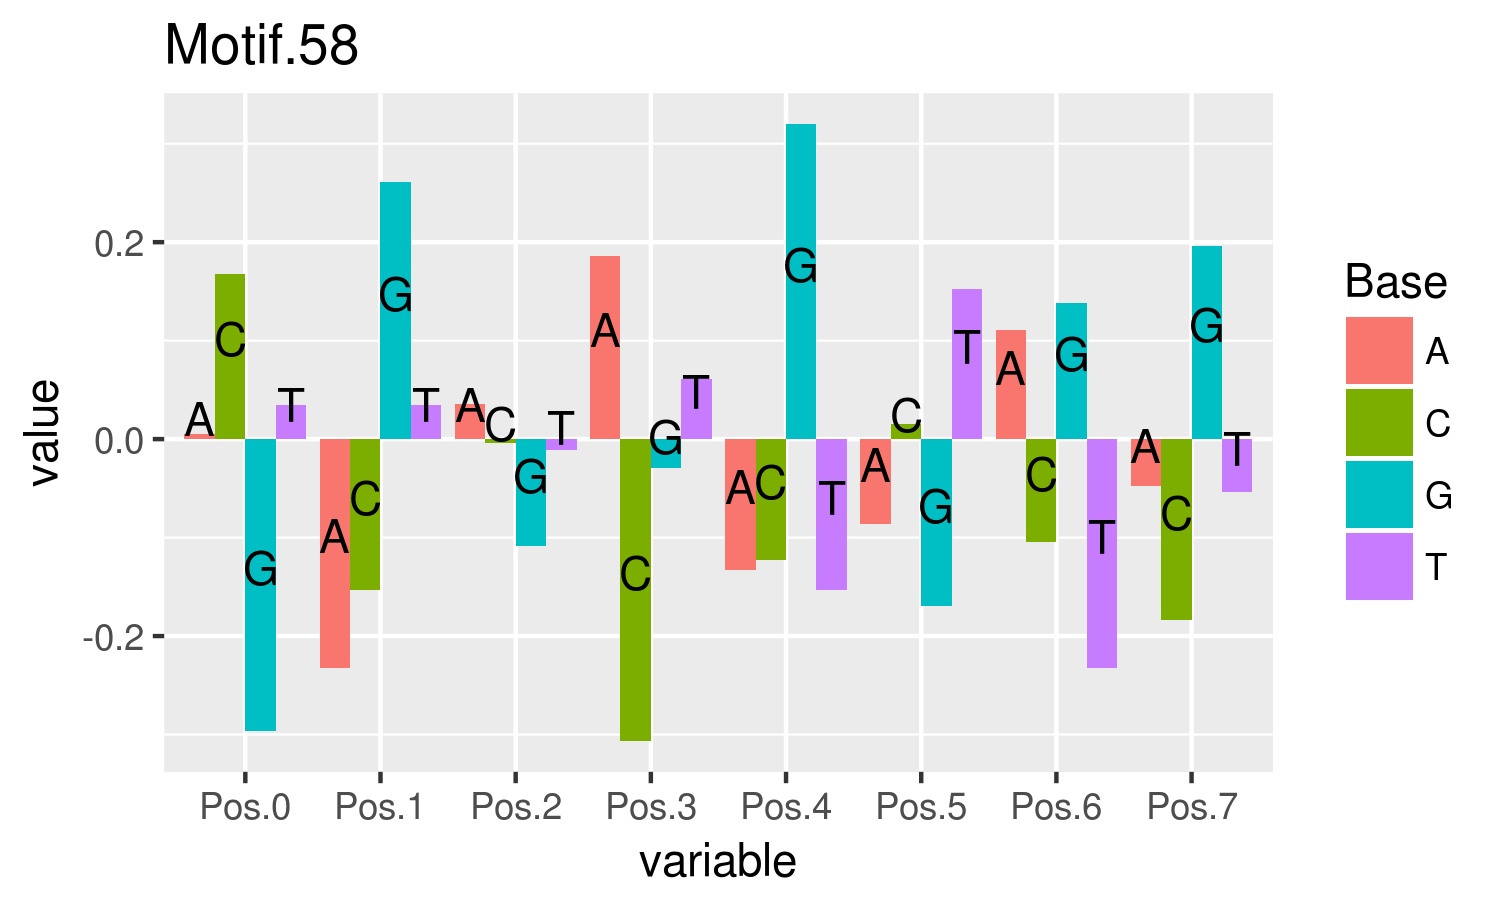 Motif.58
value
0.2
0.0
-0.2
A C G T
A C G T
A C G T
A C G T
A C G T
A C G T
A C G T
A C G T
Pos.0 Pos.1 Pos.2 Pos.3 Pos.4 Pos.5 Pos.6 Pos.7
variable
Base
A
C
G
T